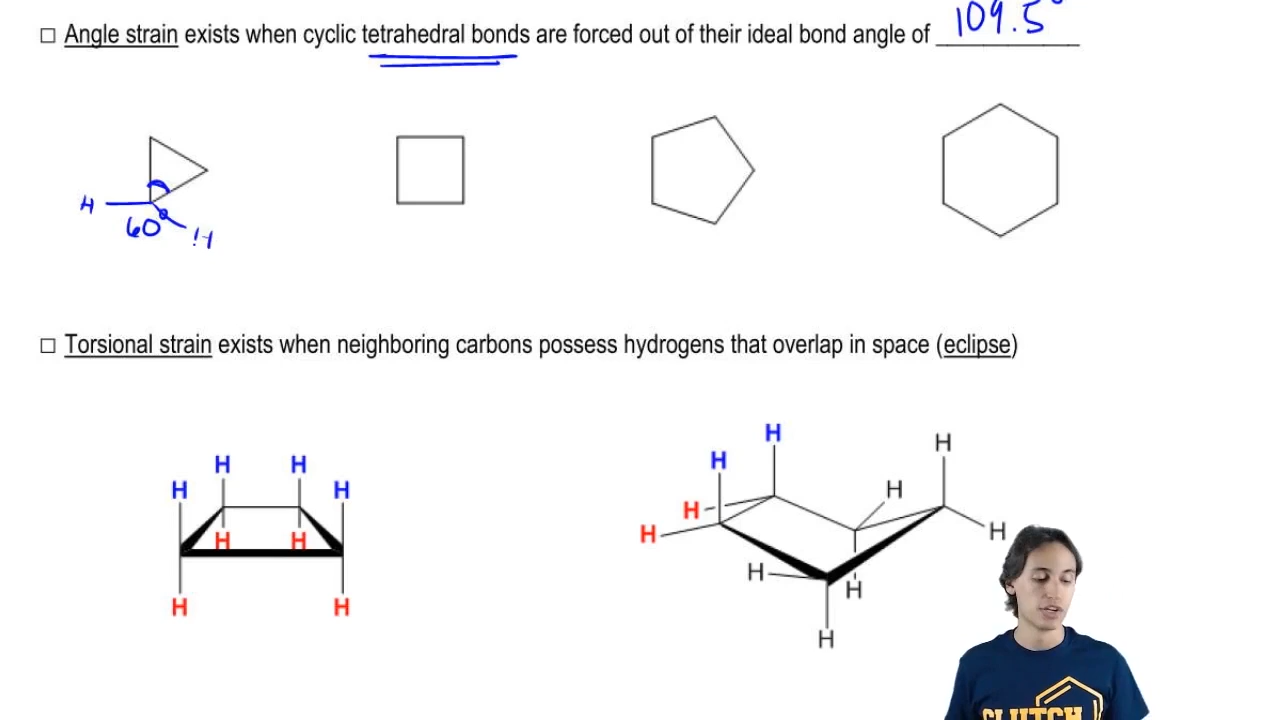 109.5°
□ Angle strain exists when cyclic tetrahedral bonds are forced out of their ideal bond angle of ____________
H
60
H
□ Torsional strain exists when neighboring carbons possess hydrogens that overlap in space (eclipse)
H H
H H
H H
H H
H
H
H
H
H
H
H
H
H
H
CLUTCH